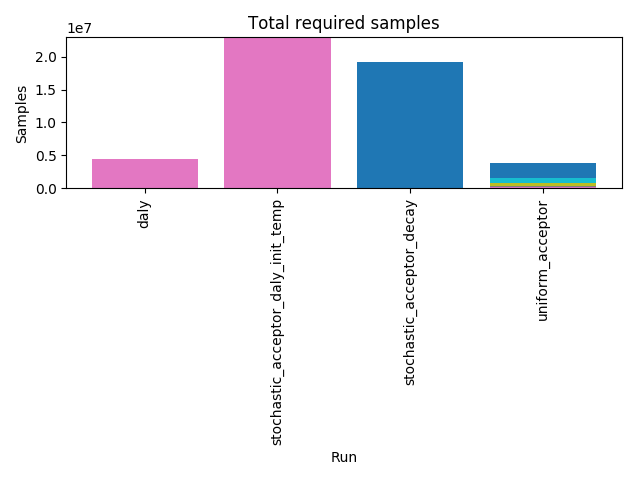 Total required samples
1e7
Samples
2.0
1.5
1.0
0.5
0.0
daly
stochastic_acceptor_daly_init_temp
stochastic_acceptor_decay
uniform_acceptor
Run